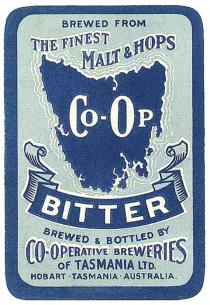 BREWED FROM
THE FINEST
MALT & HOPS
CO-OP
BITTER
BREWED & BOTTLED BY
CO-OPERATIVE BREWERIES
OF TASMANIA LTD.
HOBART · TASMANIA · AUSTRALIA.